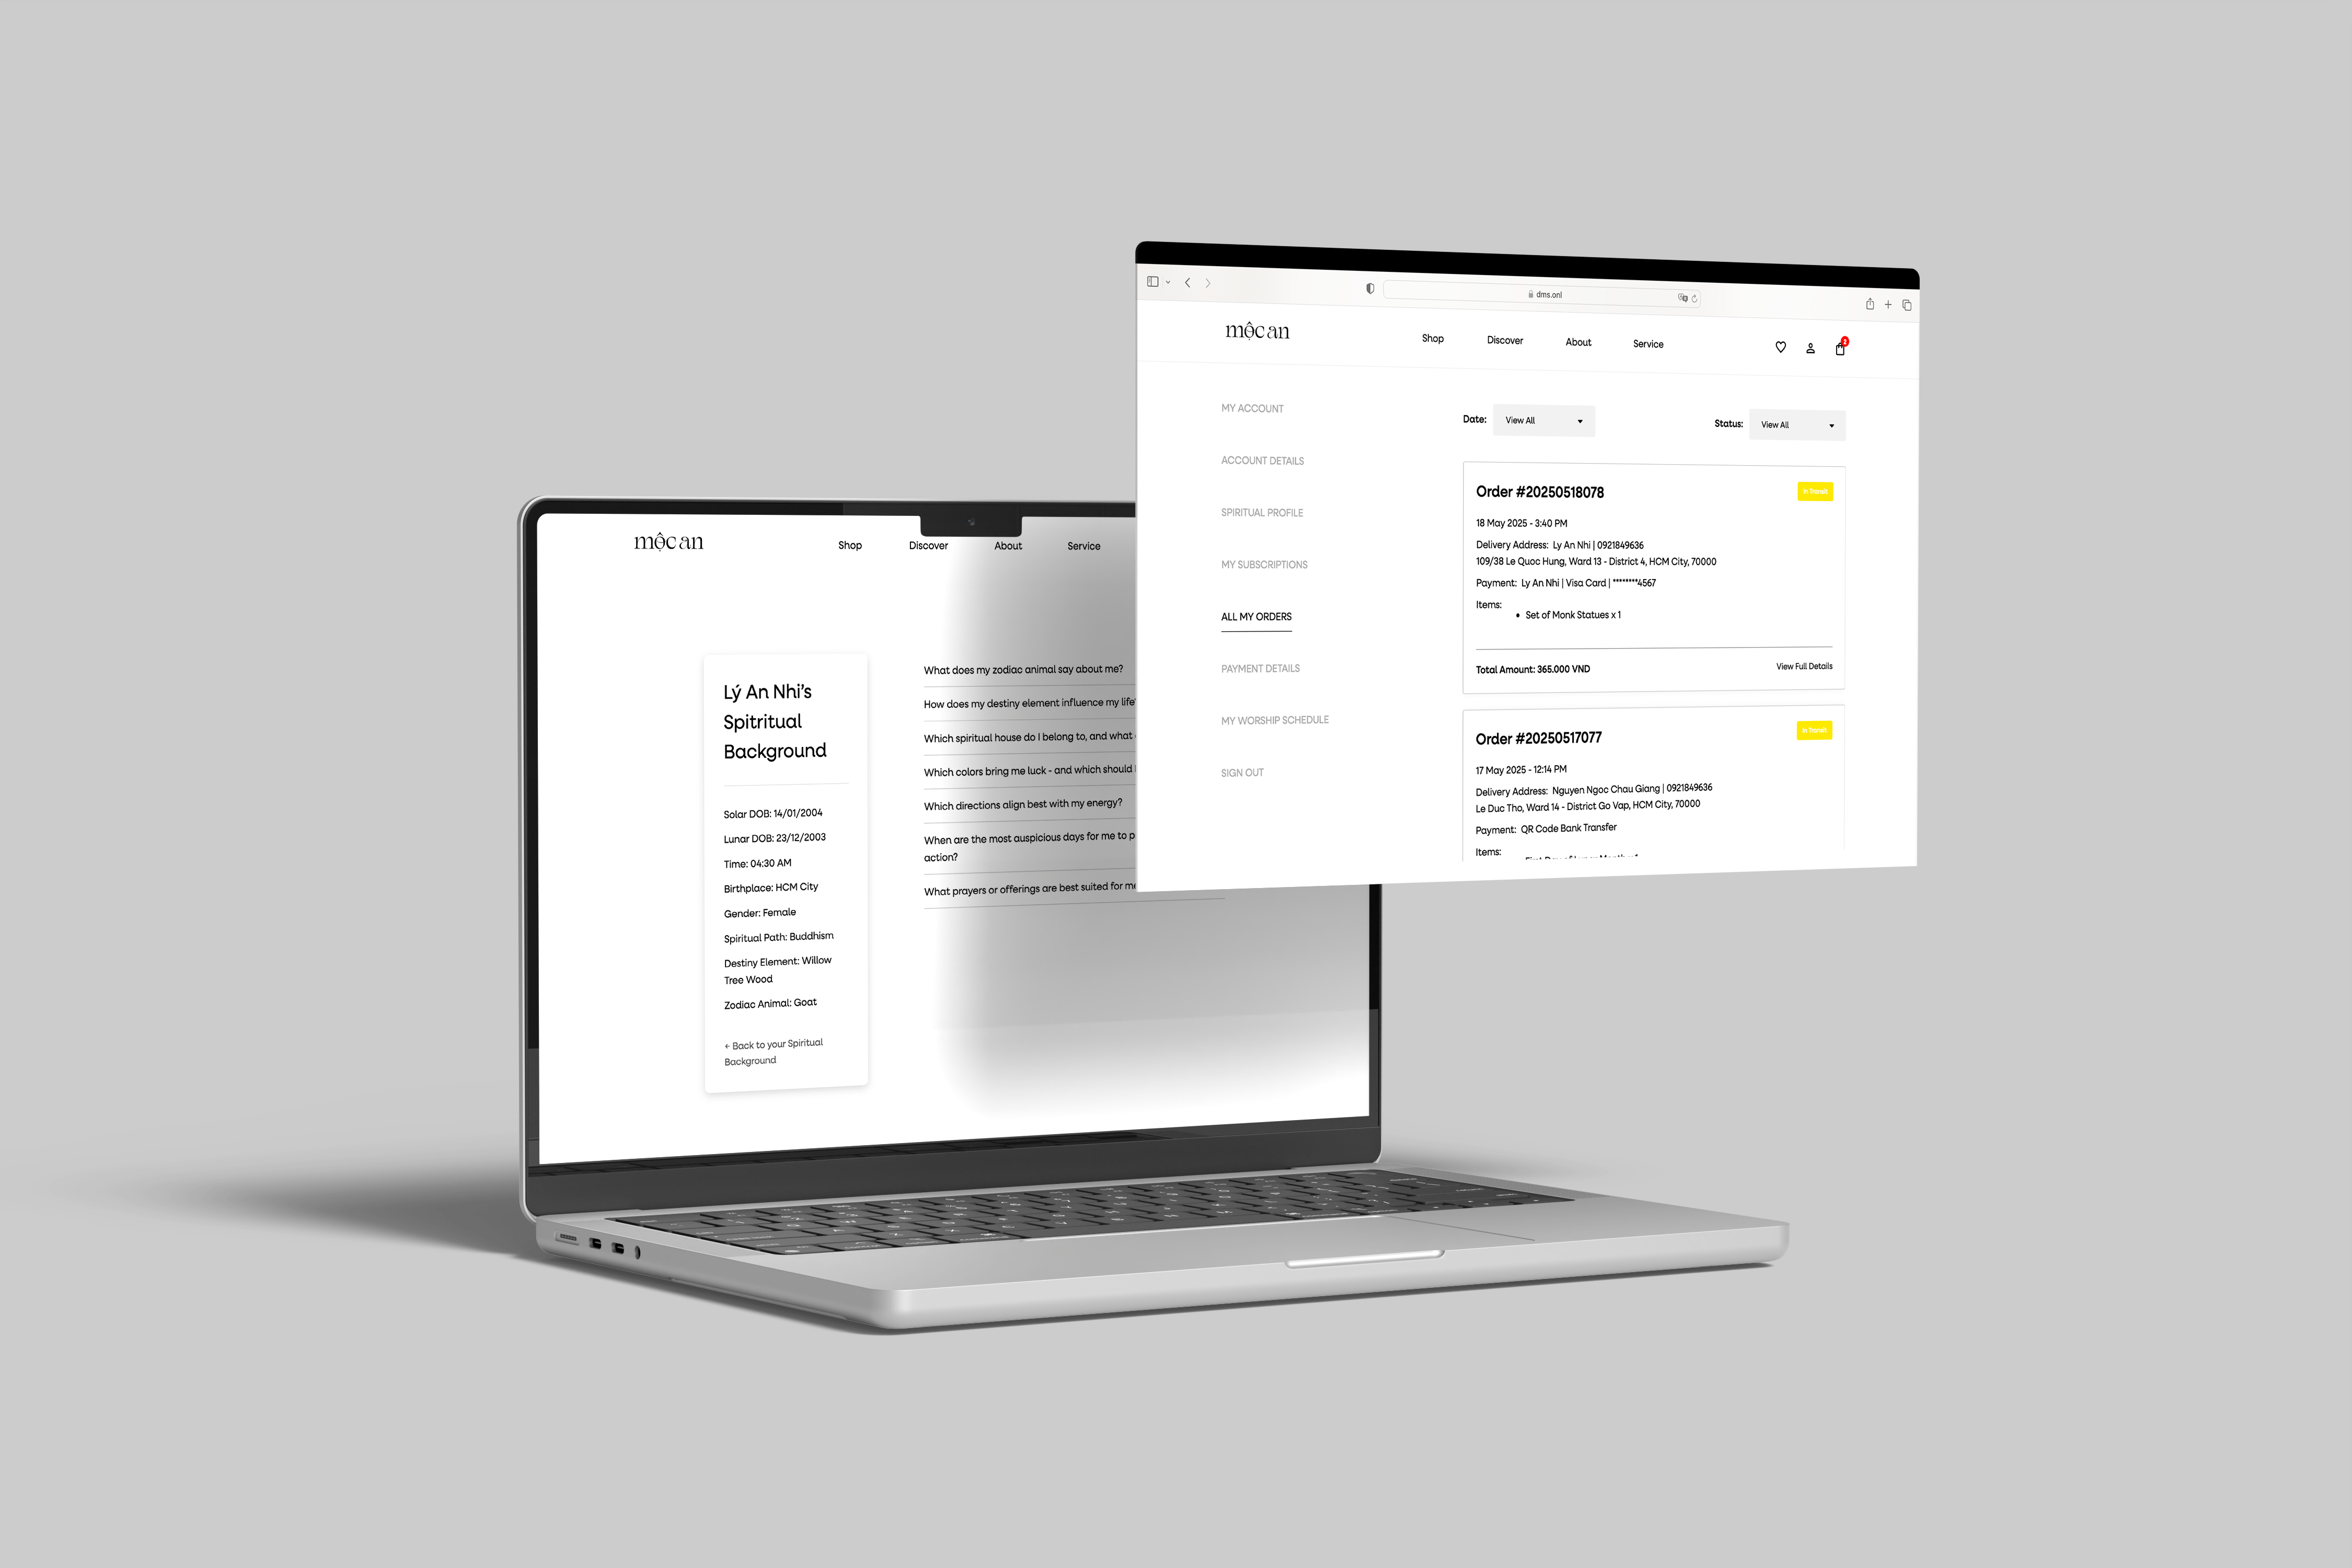 mộc an
Shop
Discover
About
Service
Lý An Nhi's
Spitritual
Background
Solar DOB: 14/01/2004
Lunar DOB: 23/12/2003
Time: 04:30 AM
Birthplace: HCM City
Gender: Female
Spiritual Path: Buddhism
Destiny Element: Willow
Tree Wood
Zodiac Animal: Goat
← Back to your Spiritual
Background
What does my zodiac animal say about me?
How does my destiny element influence my life?
Which spiritual house do I belong to, and what
Which colors bring me luck - and which should
Which directions align best with my energy?
When are the most auspicious days for me to
action?
What prayers or offerings are best suited for
dms.onl
mộc an
Shop
Discover
About
Service
2
MY ACCOUNT
ACCOUNT DETAILS
SPIRITUAL PROFILE
MY SUBSCRIPTIONS
ALL MY ORDERS
PAYMENT DETAILS
MY WORSHIP SCHEDULE
SIGN OUT
Date: View All
Status: View All
Order #20250518078
In Transit
18 May 2025 - 3:40 PM
Delivery Address: Ly An Nhi | 0921849636
109/38 Le Quoc Hung, Ward 13 - District 4, HCM City, 70000
Payment: Ly An Nhi | Visa Card | ********4567
Items:
• Set of Monk Statues x 1
Total Amount: 365.000 VND
View Full Details
Order #20250517077
In Transit
17 May 2025 - 12:14 PM
Delivery Address: Nguyen Ngoc Chau Giang | 0921849636
Le Duc Tho, Ward 14 - District Go Vap, HCM City, 70000
Payment: QR Code Bank Transfer
Items: